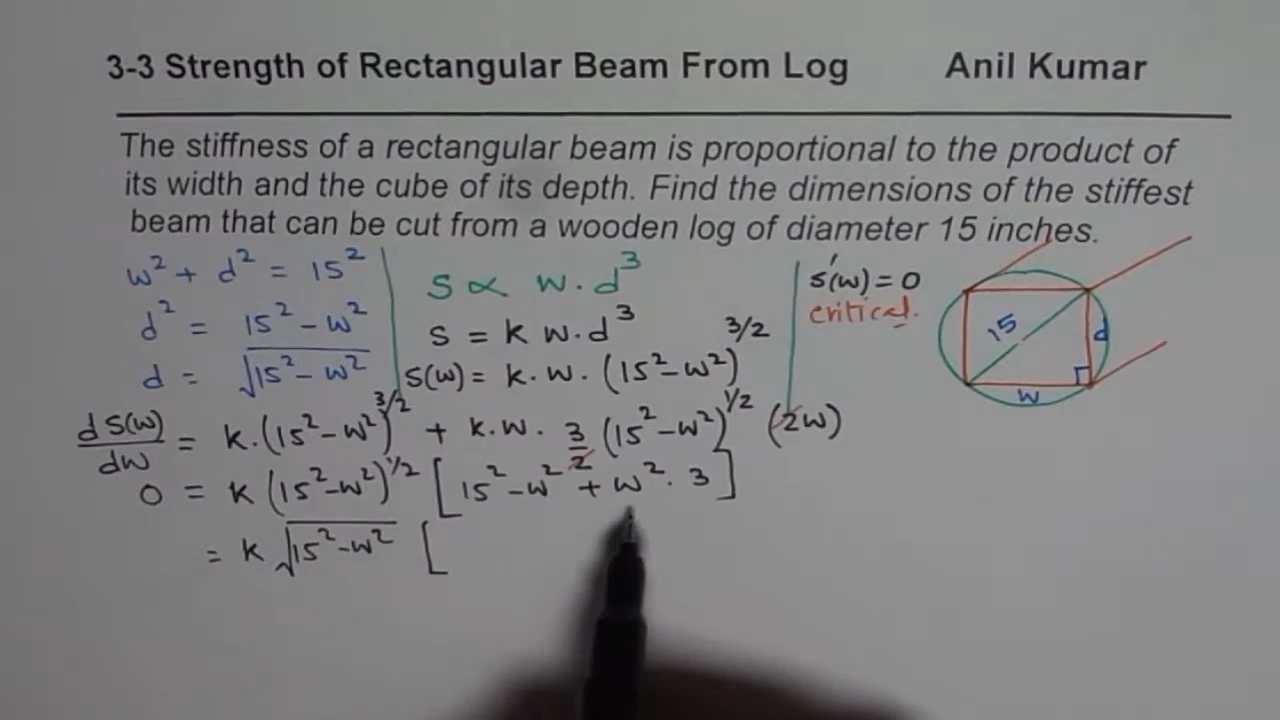 3-3 Strength of Rectangular Beam From Log Anil Kumar
The stiffness of a rectangular beam is proportional to the product of
its width and the cube of its depth. Find the dimensions of the stiffest
beam that can be cut from a wooden log of diameter 15 inches.
w² + d² = 15²
d² = 15² - w²
d = √(15² - w²)
S ∝ w·d³
S = k w·d³
S(w) = k·w·(15² - w²)^3/2
s'(w) = 0
critical.
15
d
w
dS(w)/dw = k·(15² - w²)^3/2 + k·w· 3/2 (15² - w²)^1/2 (-2w)
0 = k (15² - w²)^1/2 [15² - w² + w²·3]
= k √(15² - w²) [